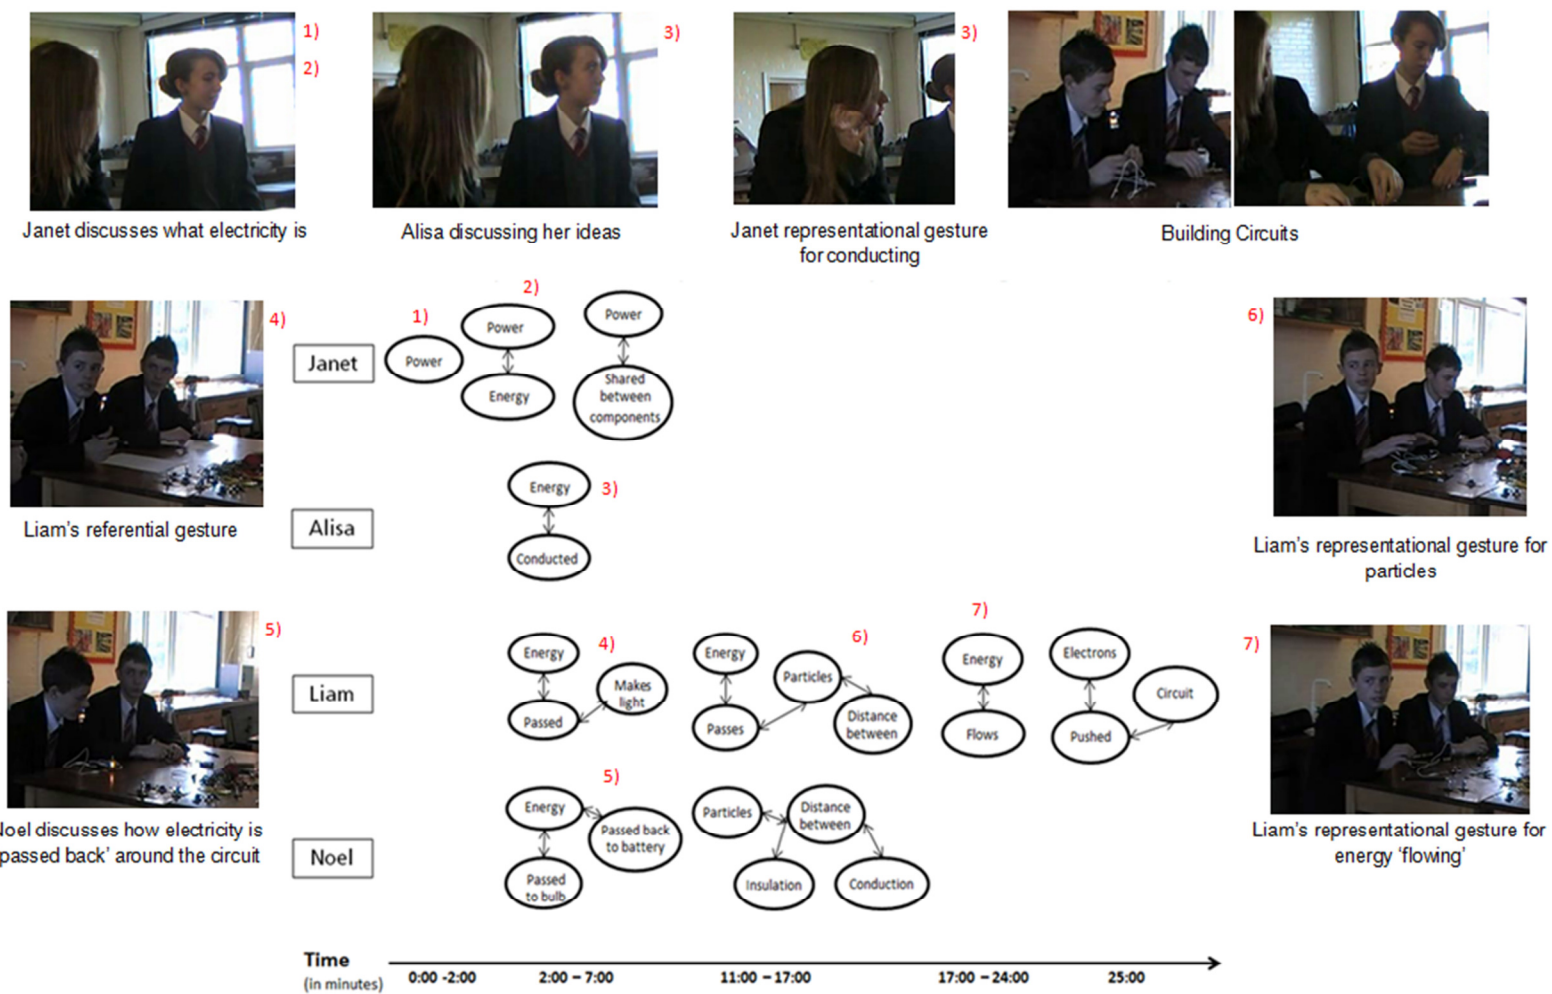 1)
2)
3)
3)
Janet discusses what electricity is
Alisa discussing her ideas
Janet representational gesture
for conducting
Building Circuits
4)
Liam's referential gesture
5)
Noel discusses how electricity is
passed back' around the circuit
Janet
1)
Power
2)
Power
Energy
Power
Shared
between
components
Alisa
Energy
3)
Conducted
Liam
Energy
4)
Passed
Makes
light
Energy
Passes
Particles
6)
Distance
between
7)
Energy
Flows
Electrons
Pushed
Circuit
Noel
5)
Energy
Passed back
to battery
Passed
to bulb
Particles
Distance
between
Insulation
Conduction
6)
Liam's representational gesture for
particles
7)
Liam's representational gesture for
energy 'flowing'
Time
(in minutes)
0:00 -2:00
2:00 – 7:00
11:00 – 17:00
17:00 – 24:00
25:00